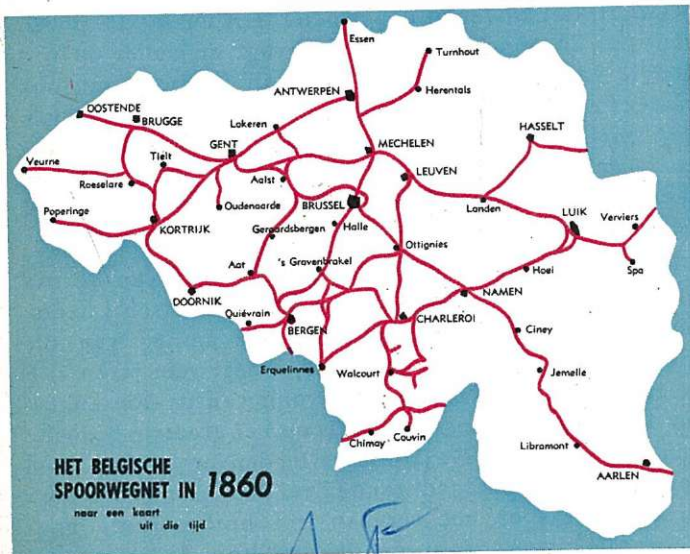 Essen
Turnhout
ANTWERPEN
Herentals
OOSTENDE
BRUGGE
Lokeren
HASSELT
GENT
MECHELEN
Veurne
Tielt
LEUVEN
Roeselare
Aalst
Landen
LUIK
Verviers
Poperinge
KORTRIJK
Oudenaarde
BRUSSEL
Halle
Geraardsbergen
Ottignies
Aat
's Gravenbrakel
Hoei
Spa
DOORNIK
NAMEN
Quiévrain
BERGEN
CHARLEROI
Ciney
Erquelinnes
Walcourt
Jemelle
Chimay
Couvin
Libramont
AARLEN
HET BELGISCHE
SPOORWEGNET IN 1860
naar een kaart
uit die tijd